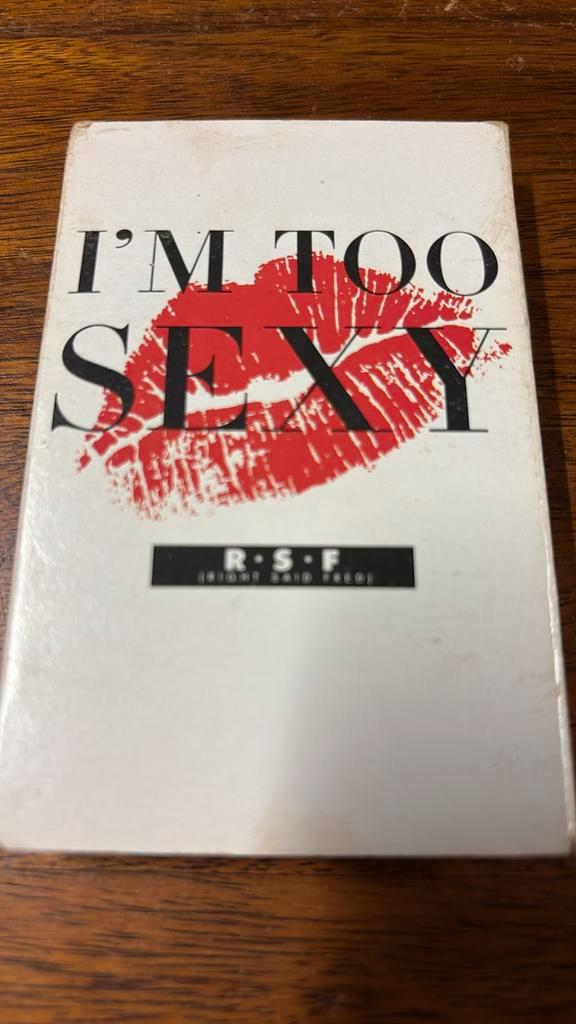 I'M TOO
SEXY
R·S·F
[RIGHT SAID FRED]